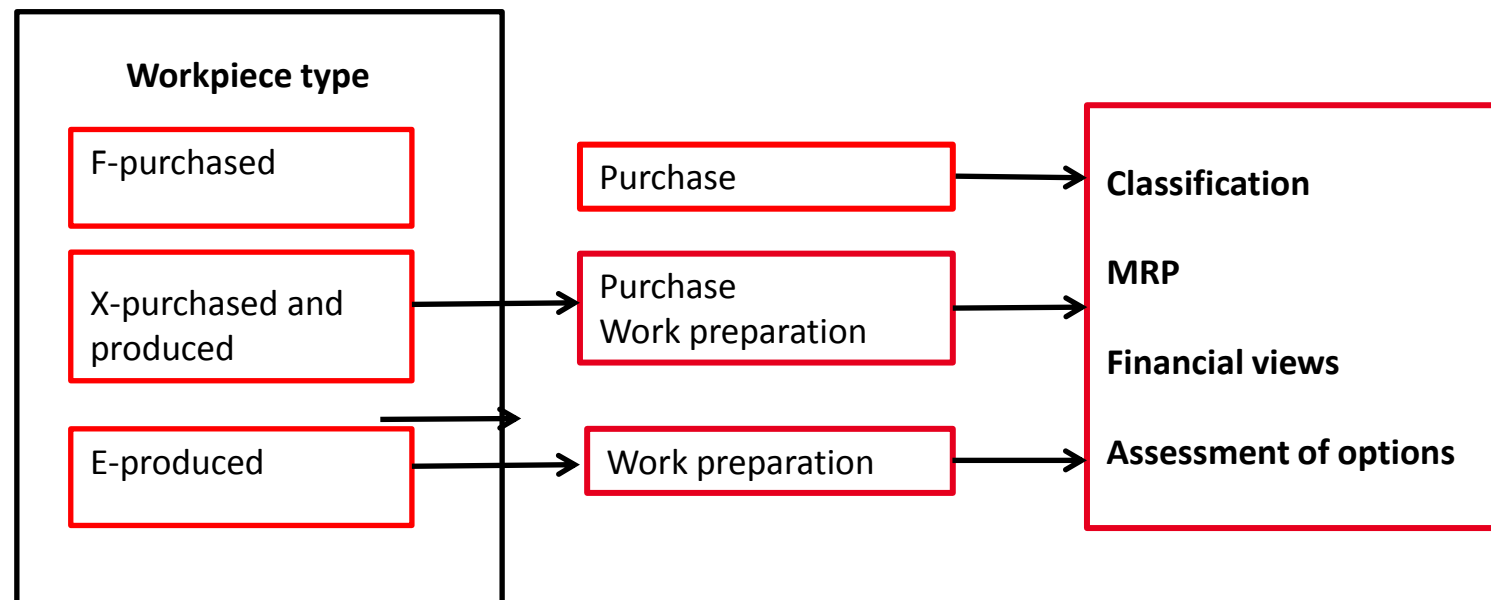 Workpiece type
F-purchased
X-purchased and
produced
E-produced
Purchase
Purchase
Work preparation
Work preparation
Classification
MRP
Financial views
Assessment of options